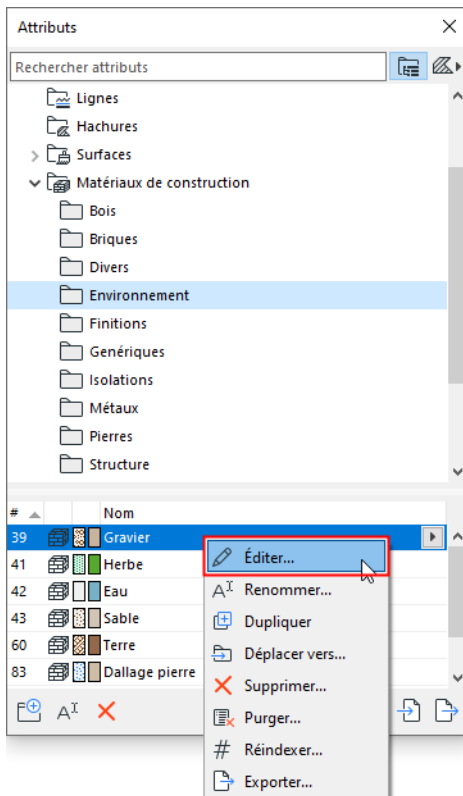 Attributs
Rechercher attributs
Lignes
Hachures
Surfaces
Matériaux de construction
Bois
Briques
Divers
Environnement
Finitions
Genériques
Isolations
Métaux
Pierres
Structure
# Nom
39 Gravier
41 Herbe
42 Eau
43 Sable
60 Terre
83 Dallage pierre
Éditer...
Renommer...
Dupliquer
Déplacer vers...
Supprimer...
Purger...
Réindexer...
Exporter...